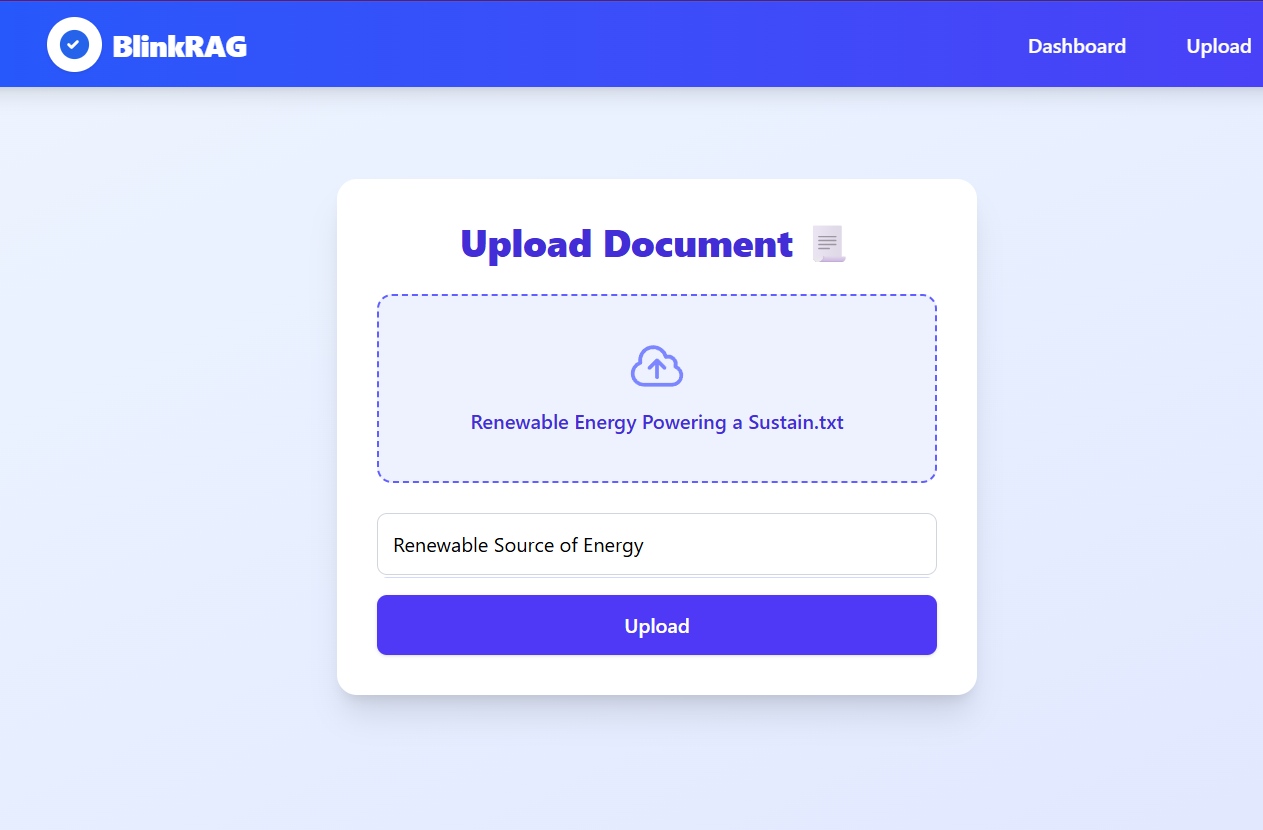 BlinkRAG
Dashboard
Upload
Upload Document
Renewable Energy Powering a Sustain.txt
Renewable Source of Energy
Upload